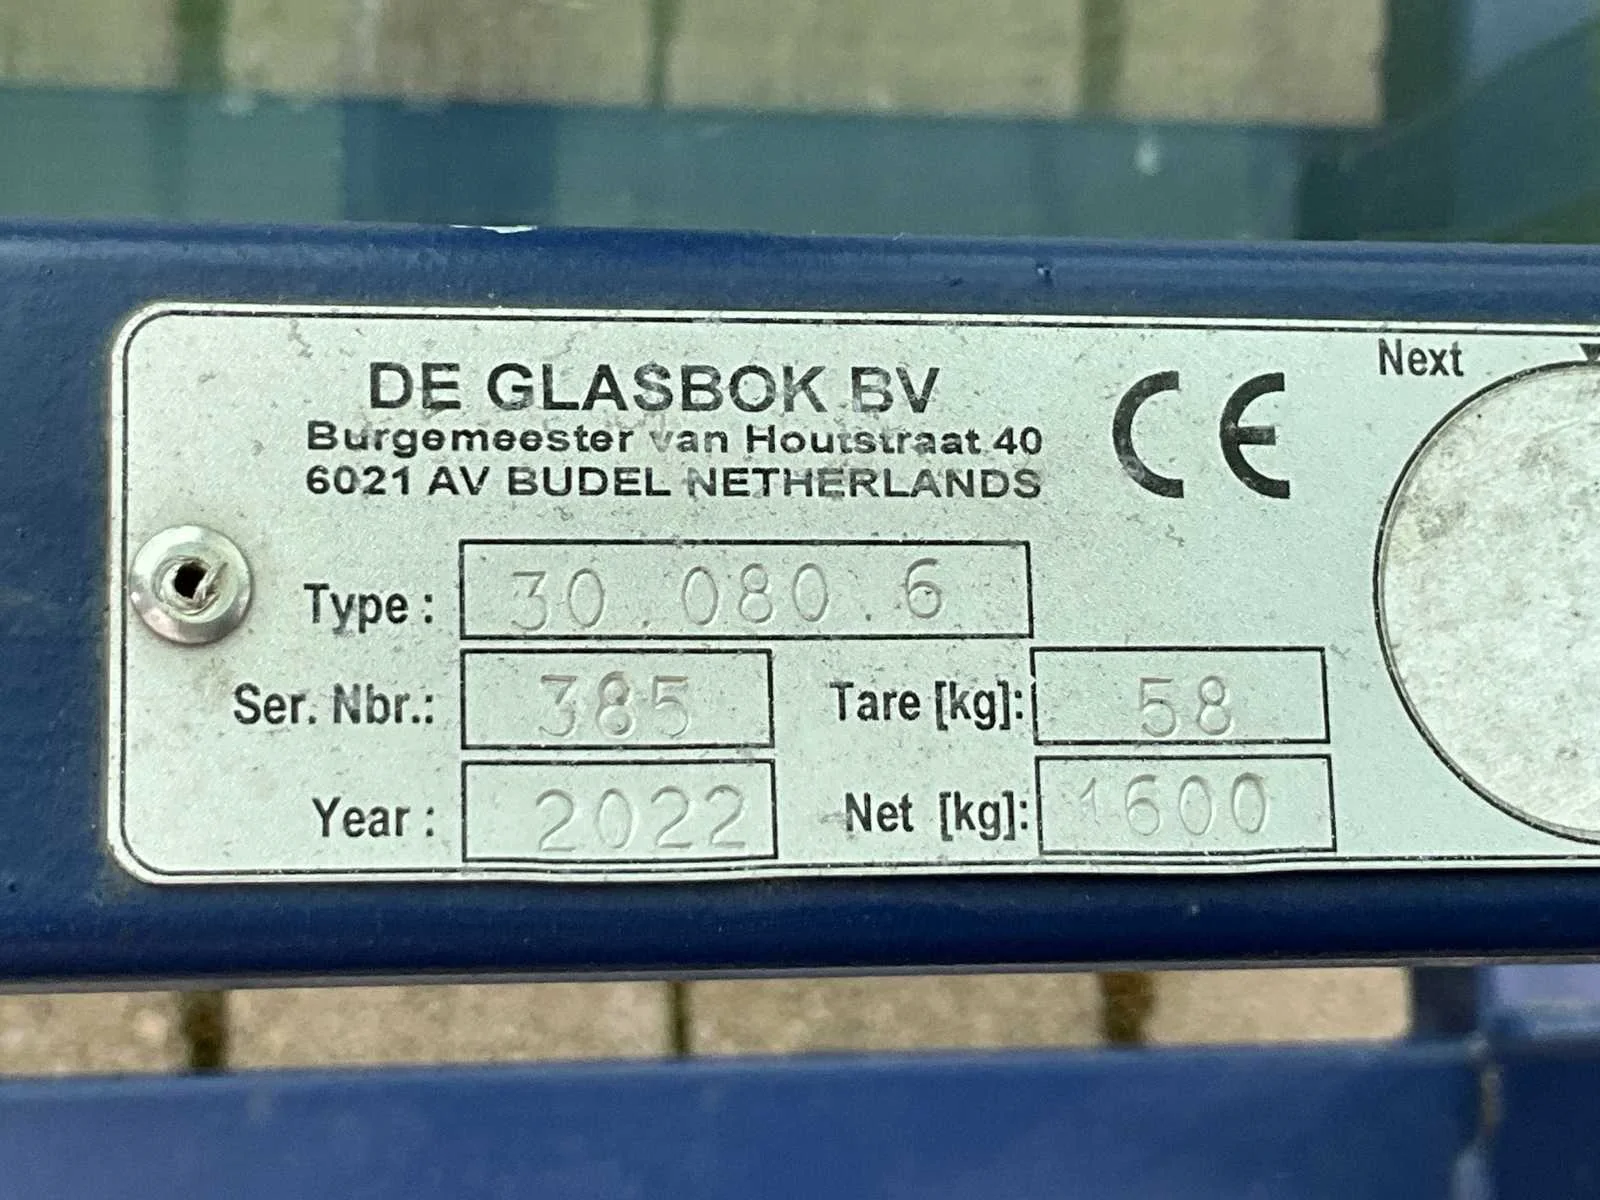 DE GLASBOK BV
Burgemeester van Houtstraat 40
6021 AV BUDEL NETHERLANDS
CE
Next
Type : 30.080.6
Ser. Nbr.: 385 Tare [kg]: 58
Year : 2022 Net [kg]: 1600